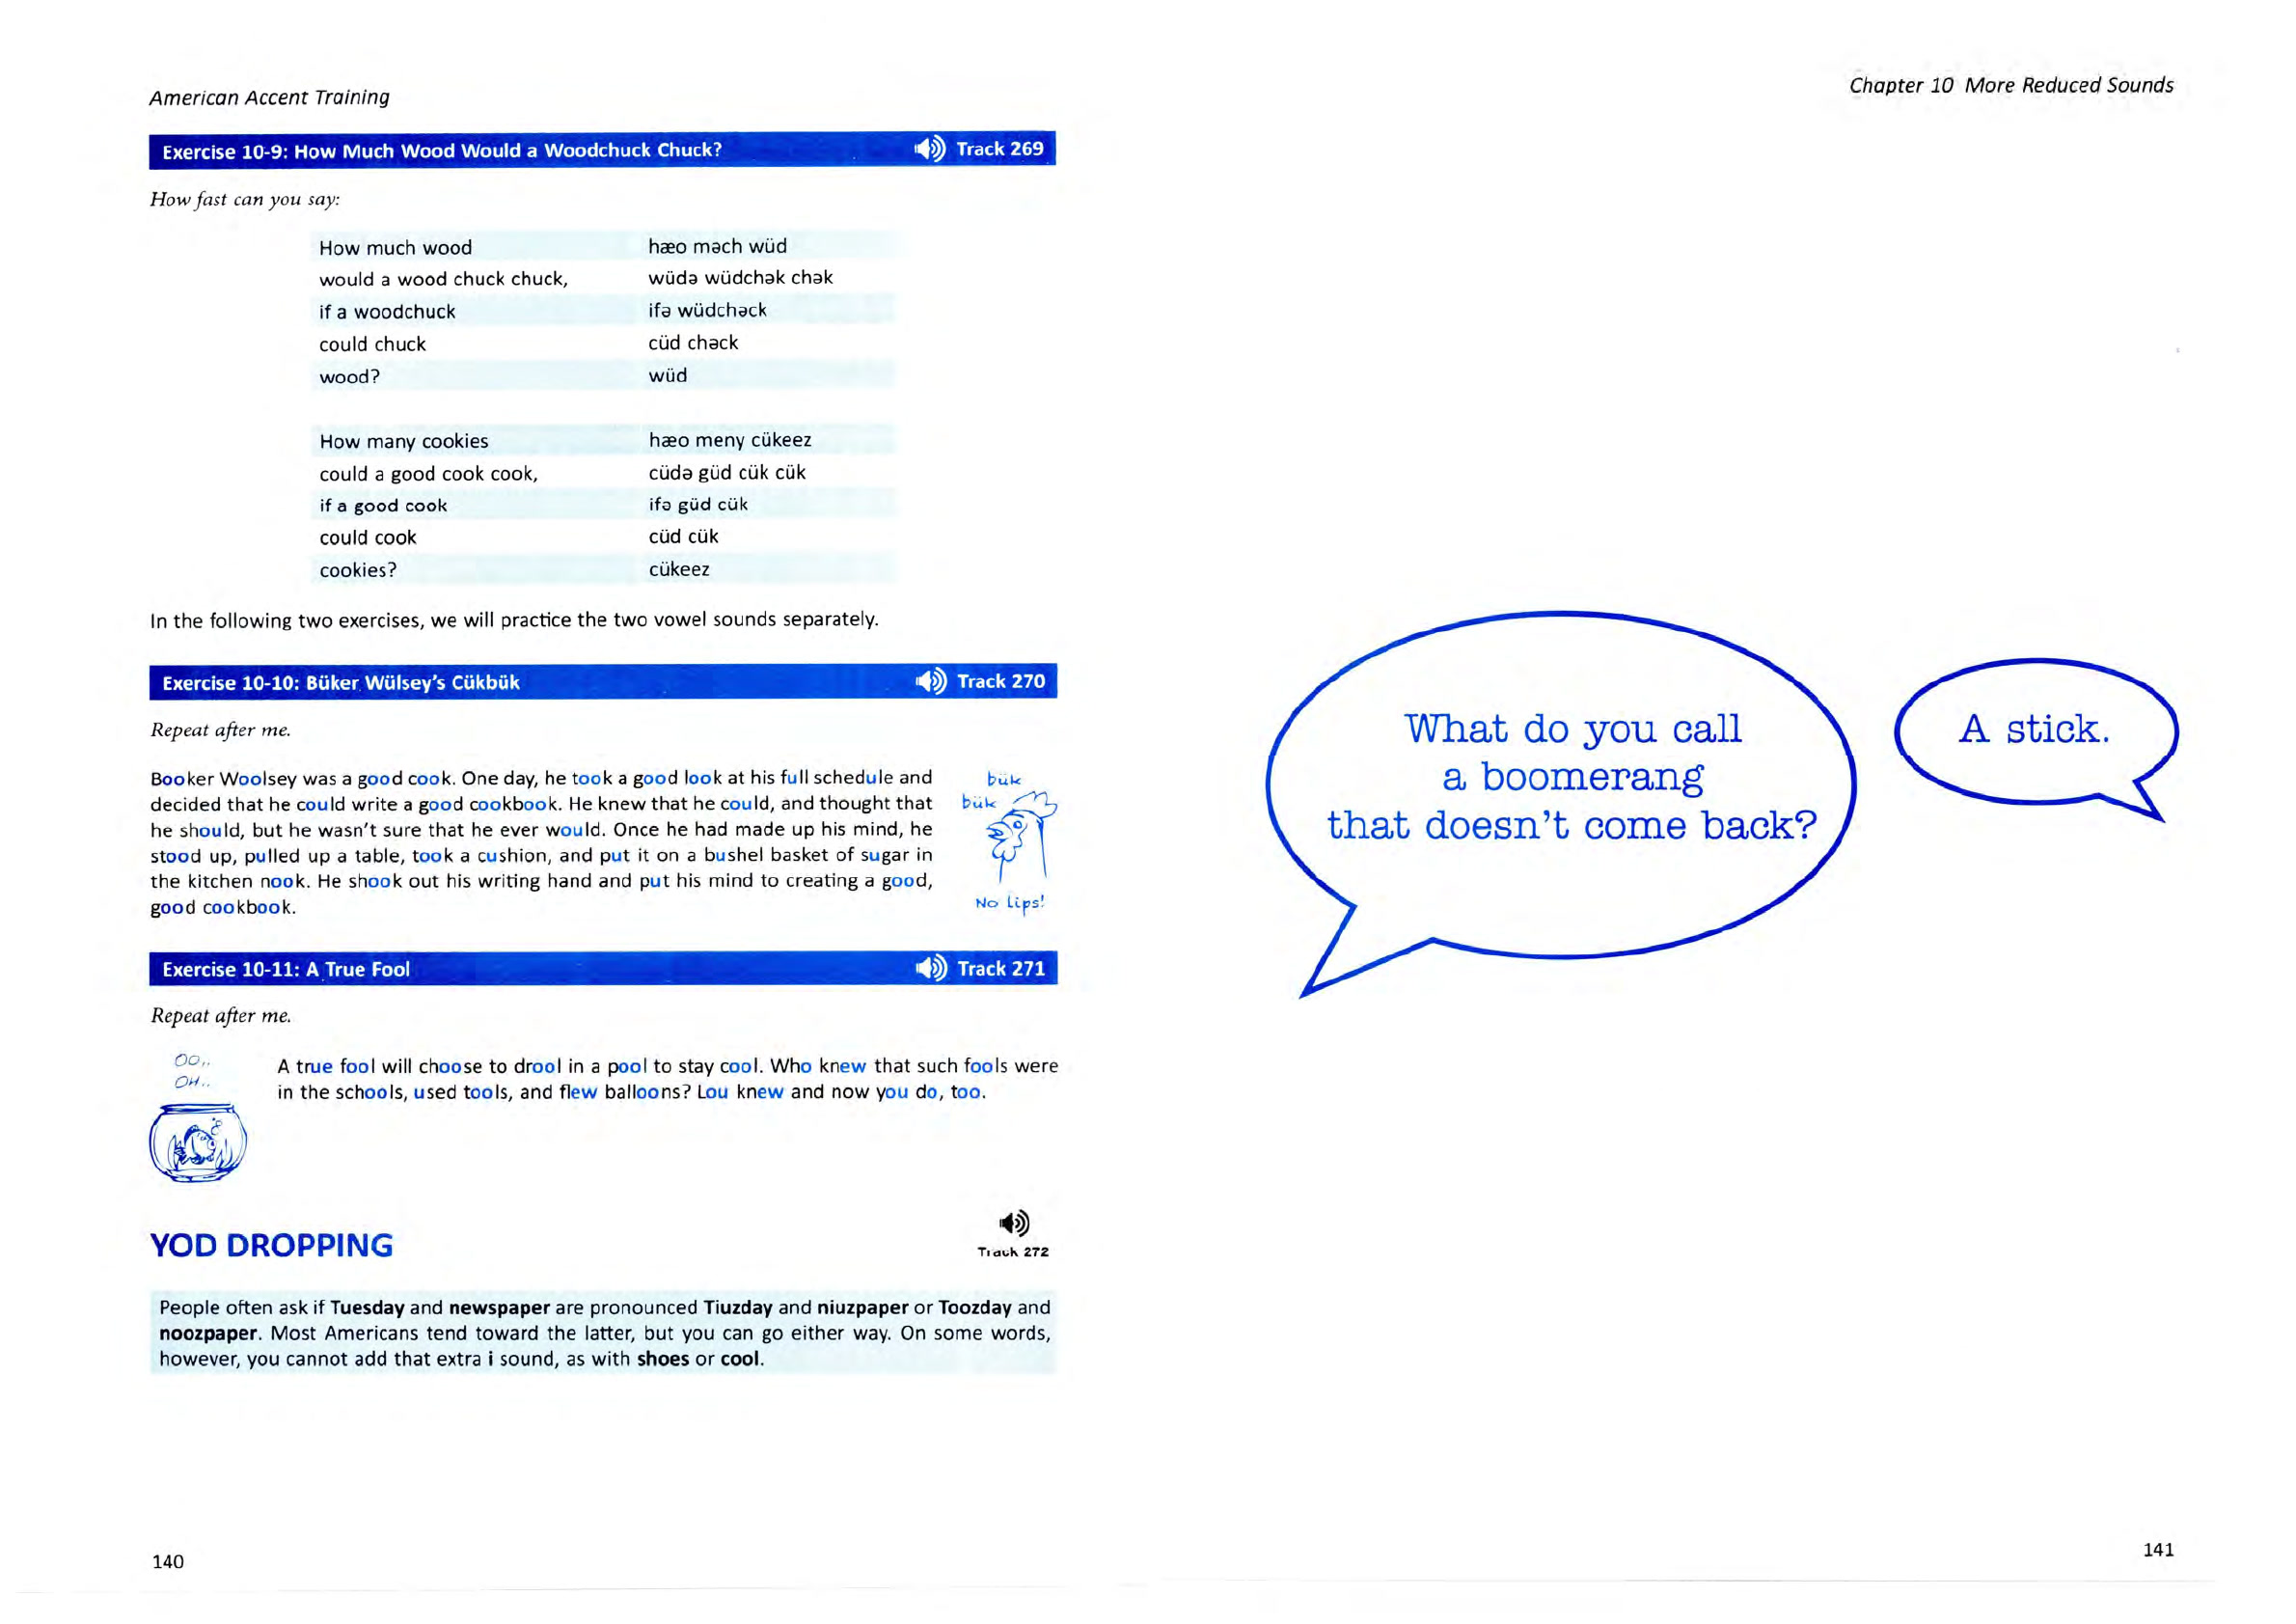 American Accent Training
Exercise 10-9: How Much Wood Would a Woodchuck Chuck? Track 269
How fast can you say:
How much wood hæo məch wüd
would a wood chuck chuck, wüdə wüdchək chək
if a woodchuck ifə wüdchəck
could chuck cüd chəck
wood? wüd
How many cookies hæo meny cükeez
could a good cook cook, cüdə güd cük cük
if a good cook ifə güd cük
could cook cüd cük
cookies? cükeez
In the following two exercises, we will practice the two vowel sounds separately.
Exercise 10-10: Büker Wülsey's Cükbük Track 270
Repeat after me.
Booker Woolsey was a good cook. One day, he took a good look at his full schedule and
decided that he could write a good cookbook. He knew that he could, and thought that
he should, but he wasn't sure that he ever would. Once he had made up his mind, he
stood up, pulled up a table, took a cushion, and put it on a bushel basket of sugar in
the kitchen nook. He shook out his writing hand and put his mind to creating a good,
good cookbook.
bük
bük
No Lips!
Exercise 10-11: A True Fool Track 271
Repeat after me.
OO..
OH..
A true fool will choose to drool in a pool to stay cool. Who knew that such fools were
in the schools, used tools, and flew balloons? Lou knew and now you do, too.
YOD DROPPING
Track 272
People often ask if Tuesday and newspaper are pronounced Tiuzday and niuzpaper or Toozday and
noozpaper. Most Americans tend toward the latter, but you can go either way. On some words,
however, you cannot add that extra i sound, as with shoes or cool.
140
Chapter 10 More Reduced Sounds
What do you call
a boomerang
that doesn't come back?
A stick.
141